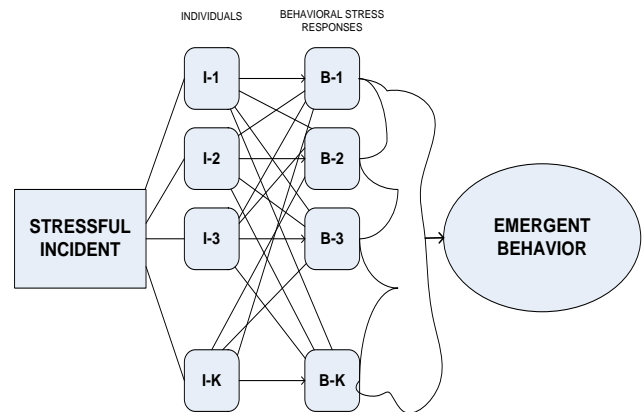 INDIVIDUALS
BEHAVIORAL STRESS
RESPONSES
I-1
B-1
I-2
B-2
STRESSFUL
INCIDENT
I-3
B-3
EMERGENT
BEHAVIOR
I-K
B-K